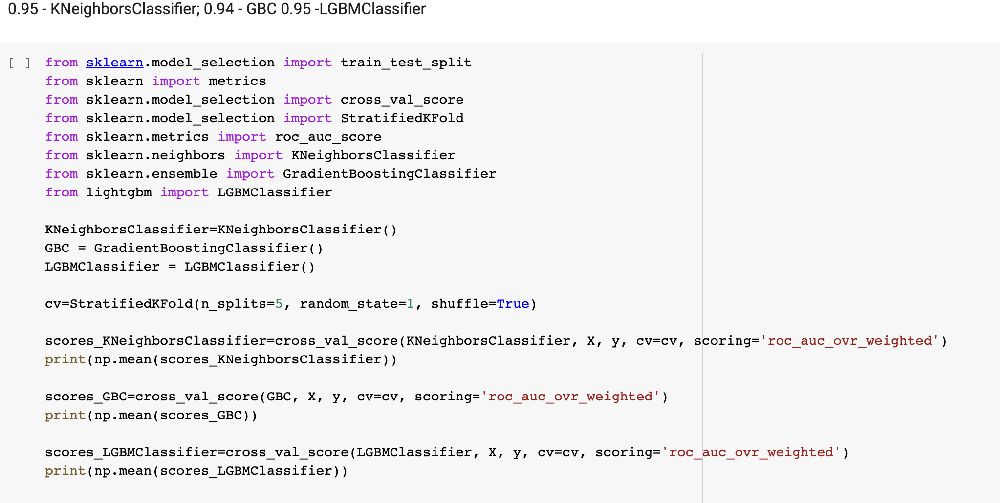 0.95 - KNeighborsClassifier; 0.94 - GBC 0.95 -LGBMClassifier
[ ] from sklearn.model_selection import train_test_split
from sklearn import metrics
from sklearn.model_selection import cross_val_score
from sklearn.model_selection import StratifiedKFold
from sklearn.metrics import roc_auc_score
from sklearn.neighbors import KNeighborsClassifier
from sklearn.ensemble import GradientBoostingClassifier
from lightgbm import LGBMClassifier
KNeighborsClassifier=KNeighborsClassifier()
GBC = GradientBoostingClassifier()
LGBMClassifier = LGBMClassifier()
cv=StratifiedKFold(n_splits=5, random_state=1, shuffle=True)
scores_KNeighborsClassifier=cross_val_score(KNeighborsClassifier, X, y, cv=cv, scoring='roc_auc_ovr_weighted')
print(np.mean(scores_KNeighborsClassifier))
scores_GBC=cross_val_score(GBC, X, y, cv=cv, scoring='roc_auc_ovr_weighted')
print(np.mean(scores_GBC))
scores_LGBMClassifier=cross_val_score(LGBMClassifier, X, y, cv=cv, scoring='roc_auc_ovr_weighted')
print(np.mean(scores_LGBMClassifier))